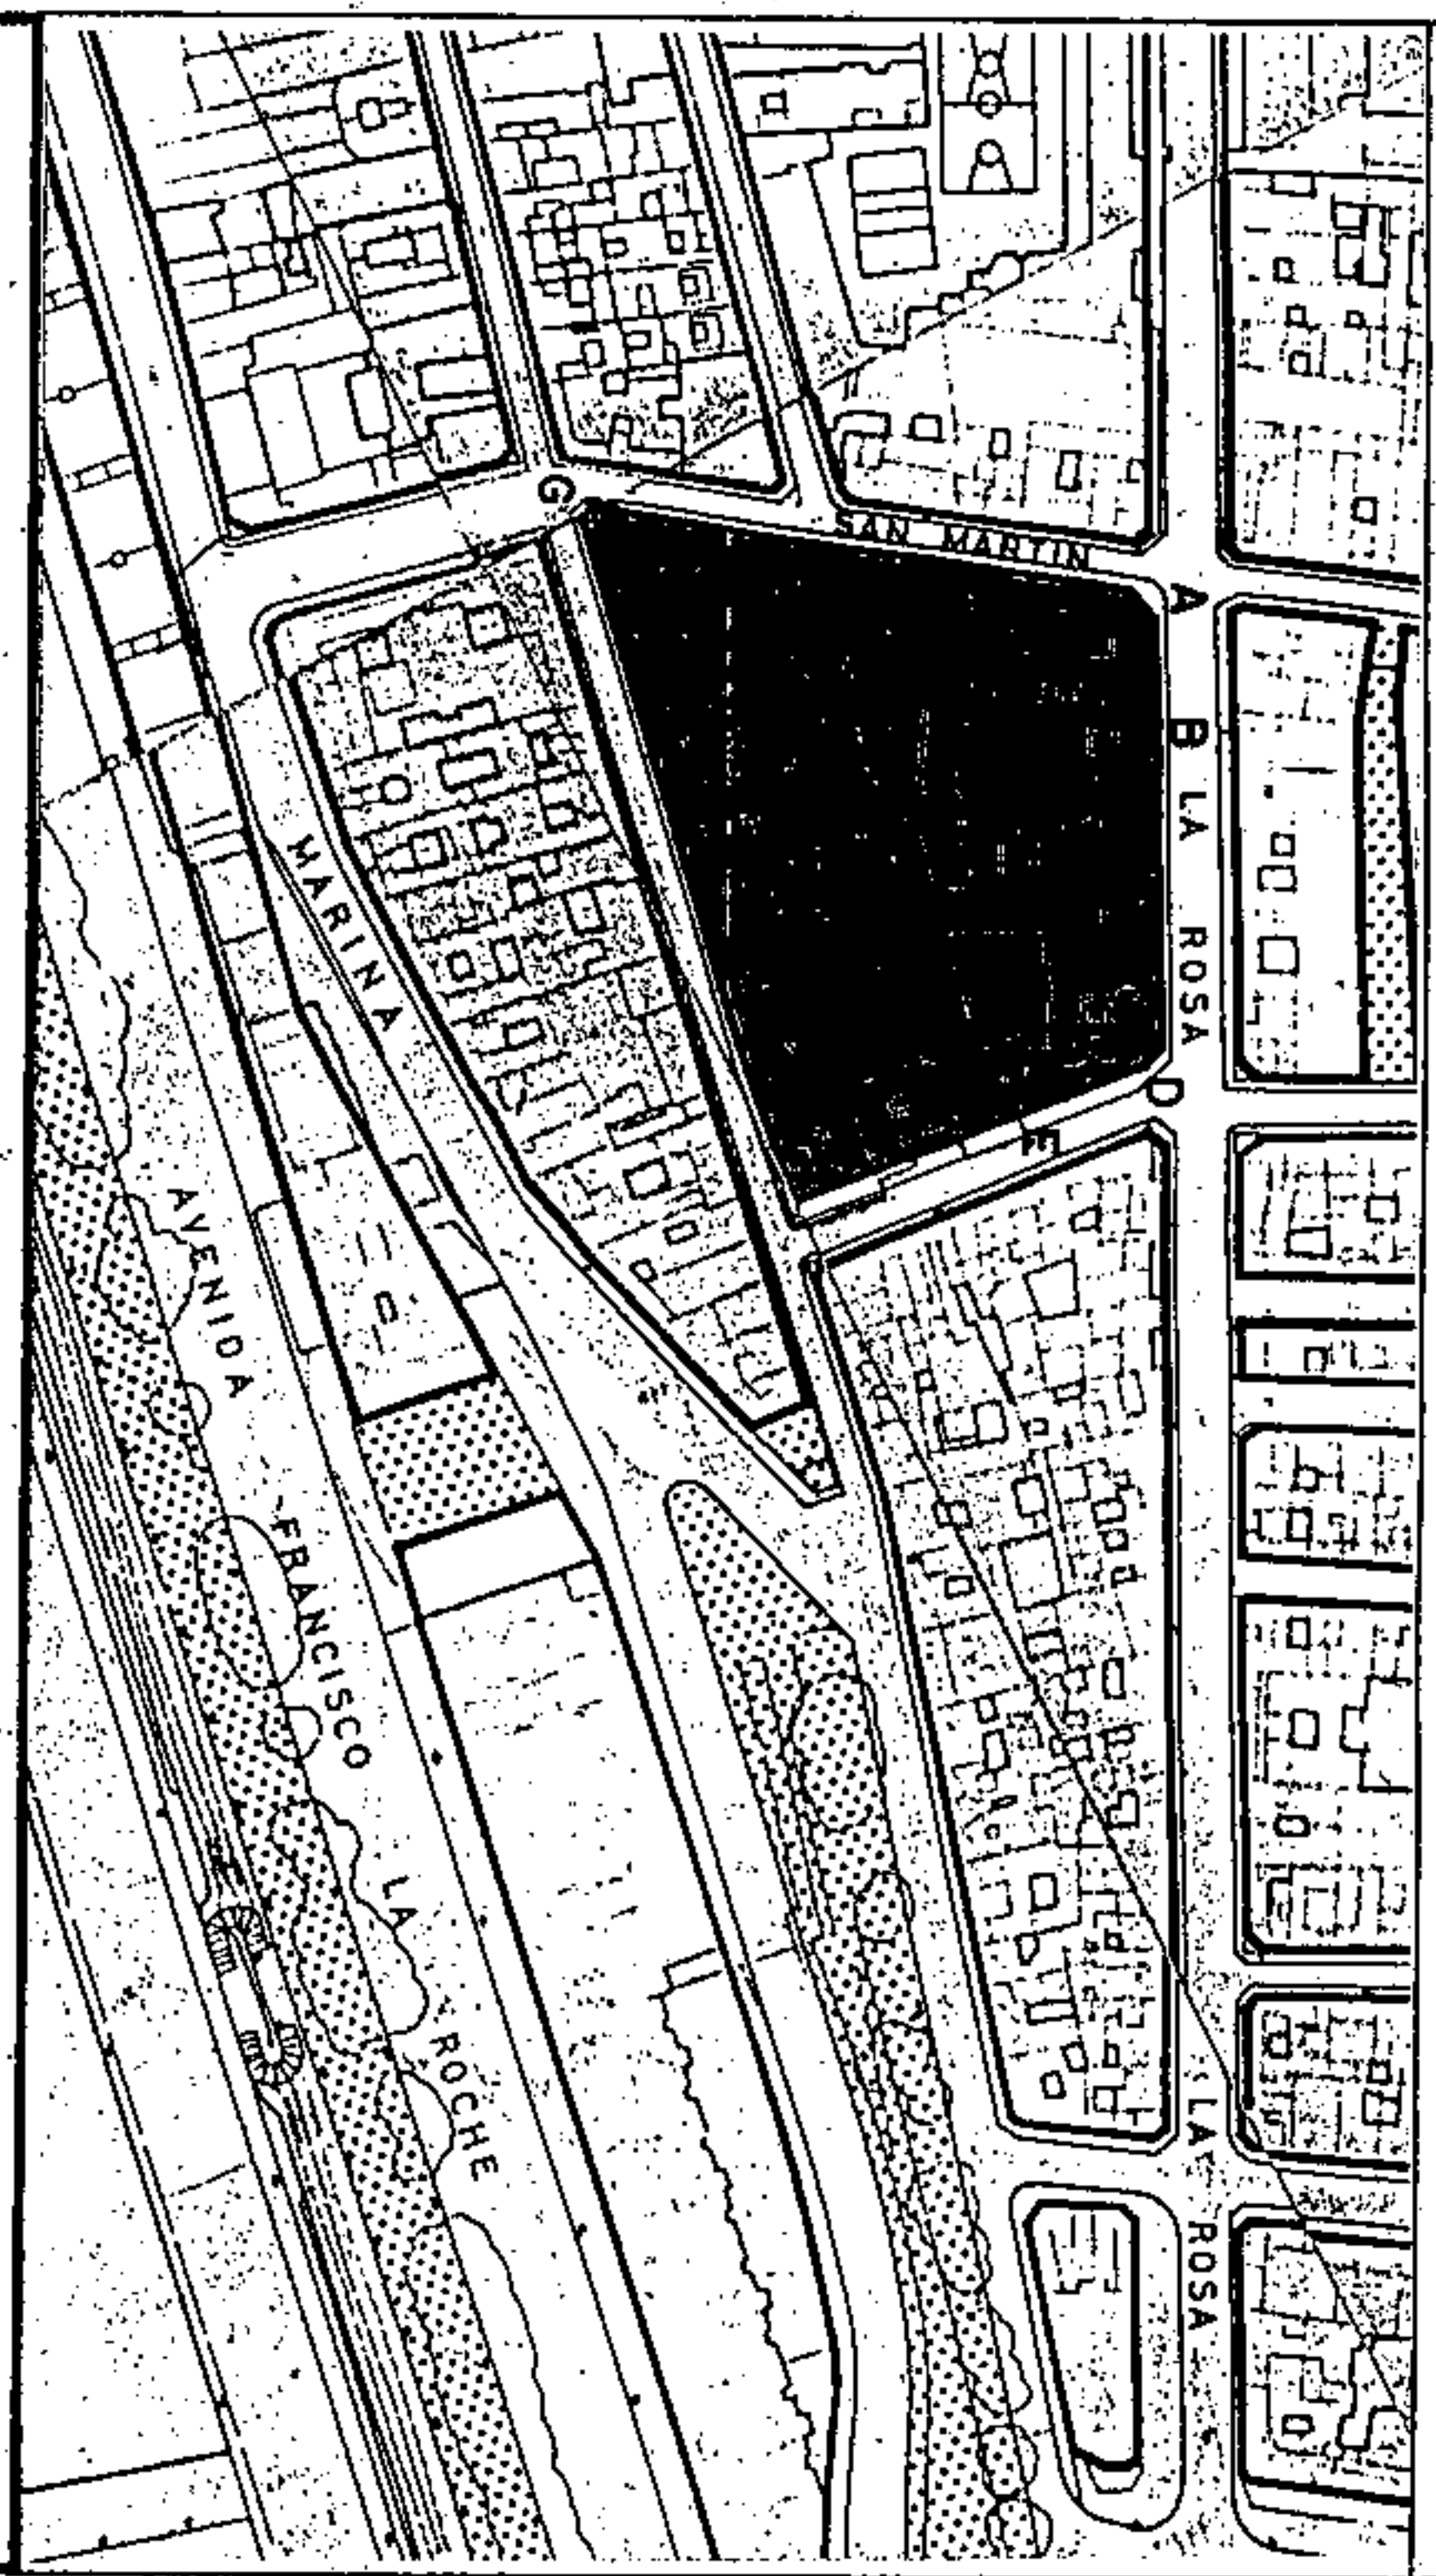 G
SAN MARTIN
A
B
LA ROSA
D
E
MARINA
AVENIDA FRANCISCO LA ROCHE
LA ROSA